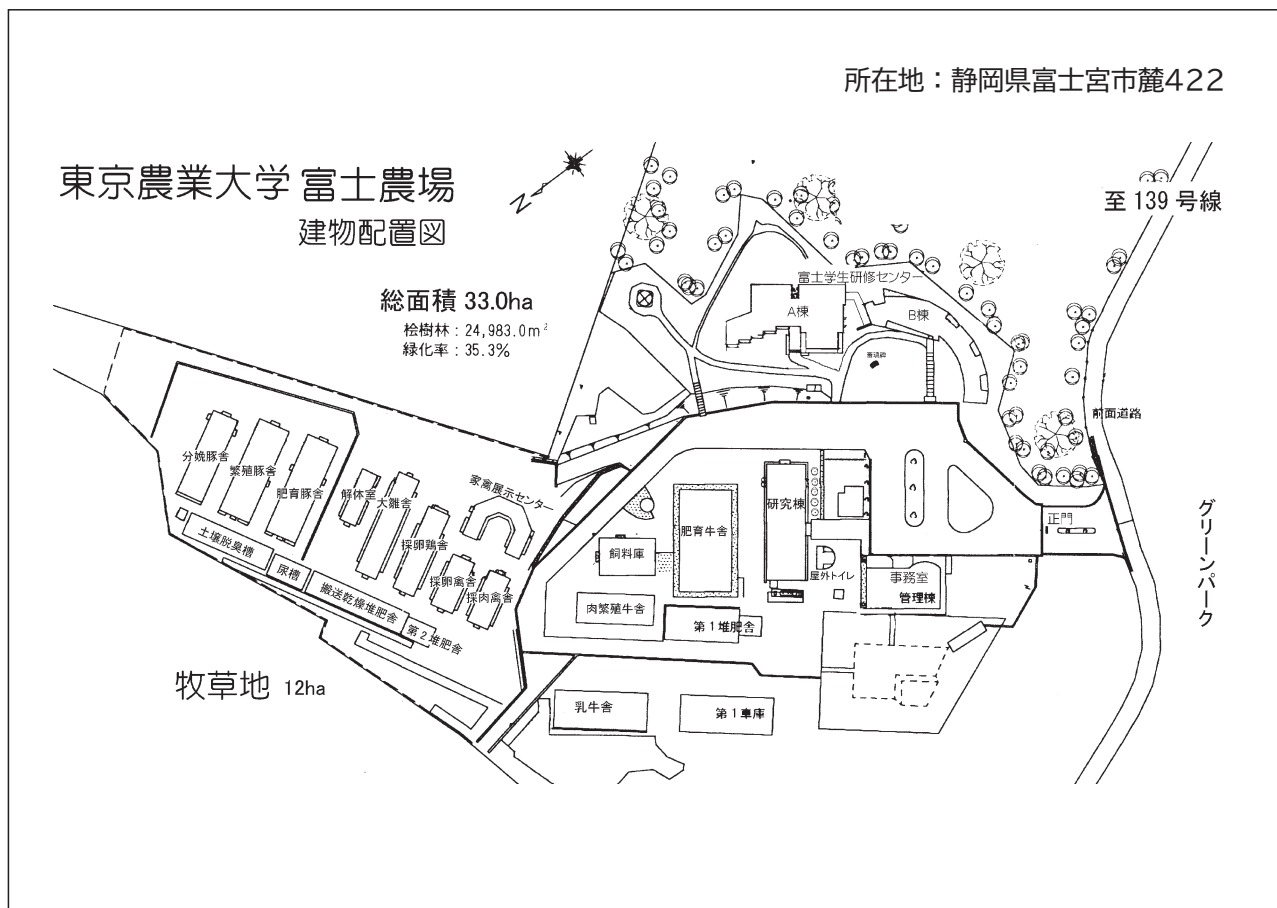 所在地：静岡県富士宮市麓422
東京農業大学 富士農場
建物配置図
N
至 139 号線
総面積 33.0ha
桧樹林：24,983.0m²
緑化率：35.3%
富士学生研修センター
A棟
B棟
前面道路
分娩豚舎
繁殖豚舎
肥育豚舎
解体室
大雛舎
採卵鶏舎
採卵禽舎
採肉禽舎
家禽展示センター
土壌脱臭槽
尿槽
搬送乾燥堆肥舎
第2堆肥舎
飼料庫
肥育牛舎
研究棟
屋外トイレ
正門
事務室
管理棟
肉繁殖牛舎
第1堆肥舎
グリーンパーク
牧草地 12ha
乳牛舎
第1車庫